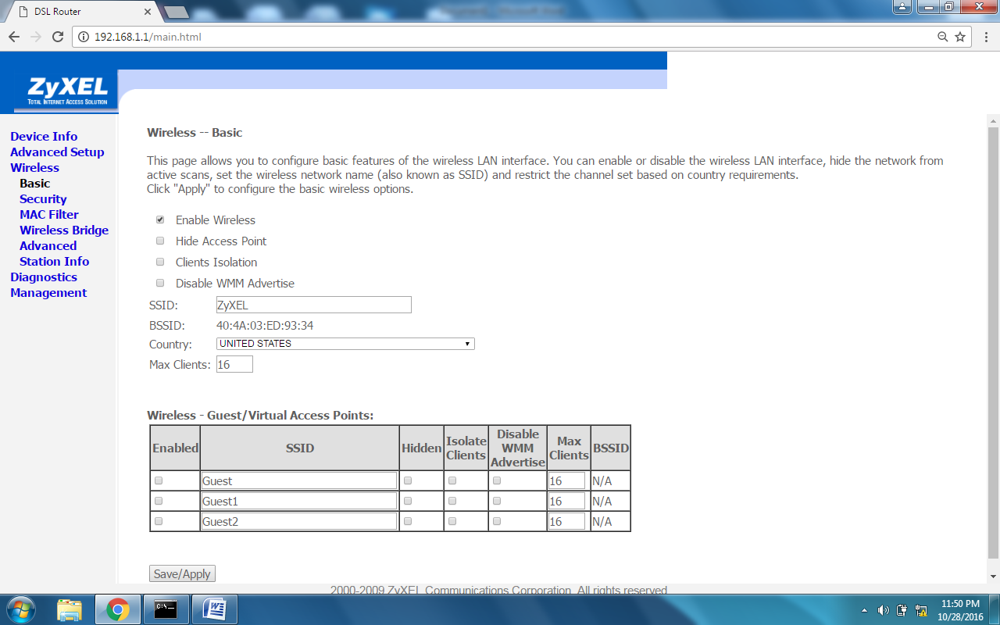 DSL Router
192.168.1.1/main.html
ZyXEL
TOTAL INTERNET ACCESS SOLUTION
Device Info
Advanced Setup
Wireless
Basic
Security
MAC Filter
Wireless Bridge
Advanced
Station Info
Diagnostics
Management
Wireless -- Basic
This page allows you to configure basic features of the wireless LAN interface. You can enable or disable the wireless LAN interface, hide the network from
active scans, set the wireless network name (also known as SSID) and restrict the channel set based on country requirements.
Click "Apply" to configure the basic wireless options.
Enable Wireless
Hide Access Point
Clients Isolation
Disable WMM Advertise
SSID: ZyXEL
BSSID: 40:4A:03:ED:93:34
Country: UNITED STATES
Max Clients: 16
Wireless - Guest/Virtual Access Points:
Enabled SSID Hidden Isolate Clients Disable WMM Advertise Max Clients BSSID
Guest 16 N/A
Guest1 16 N/A
Guest2 16 N/A
Save/Apply
2000-2009 ZyXEL Communications Corporation. All rights reserved
C:\_
W
11:50 PM
10/28/2016